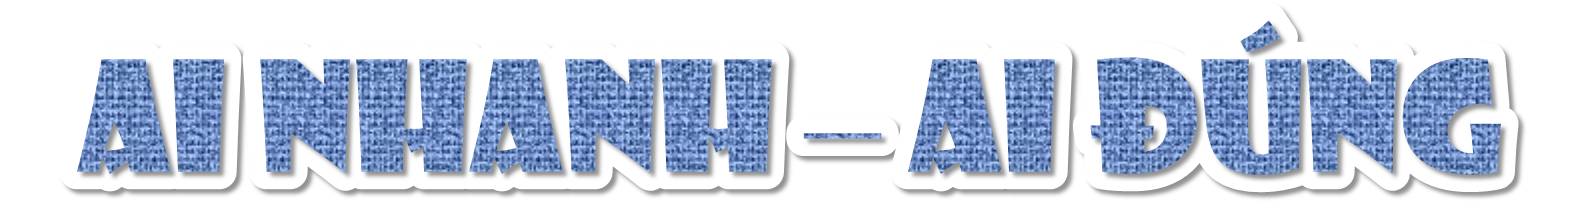 AI NHANH – AI ĐÚNG